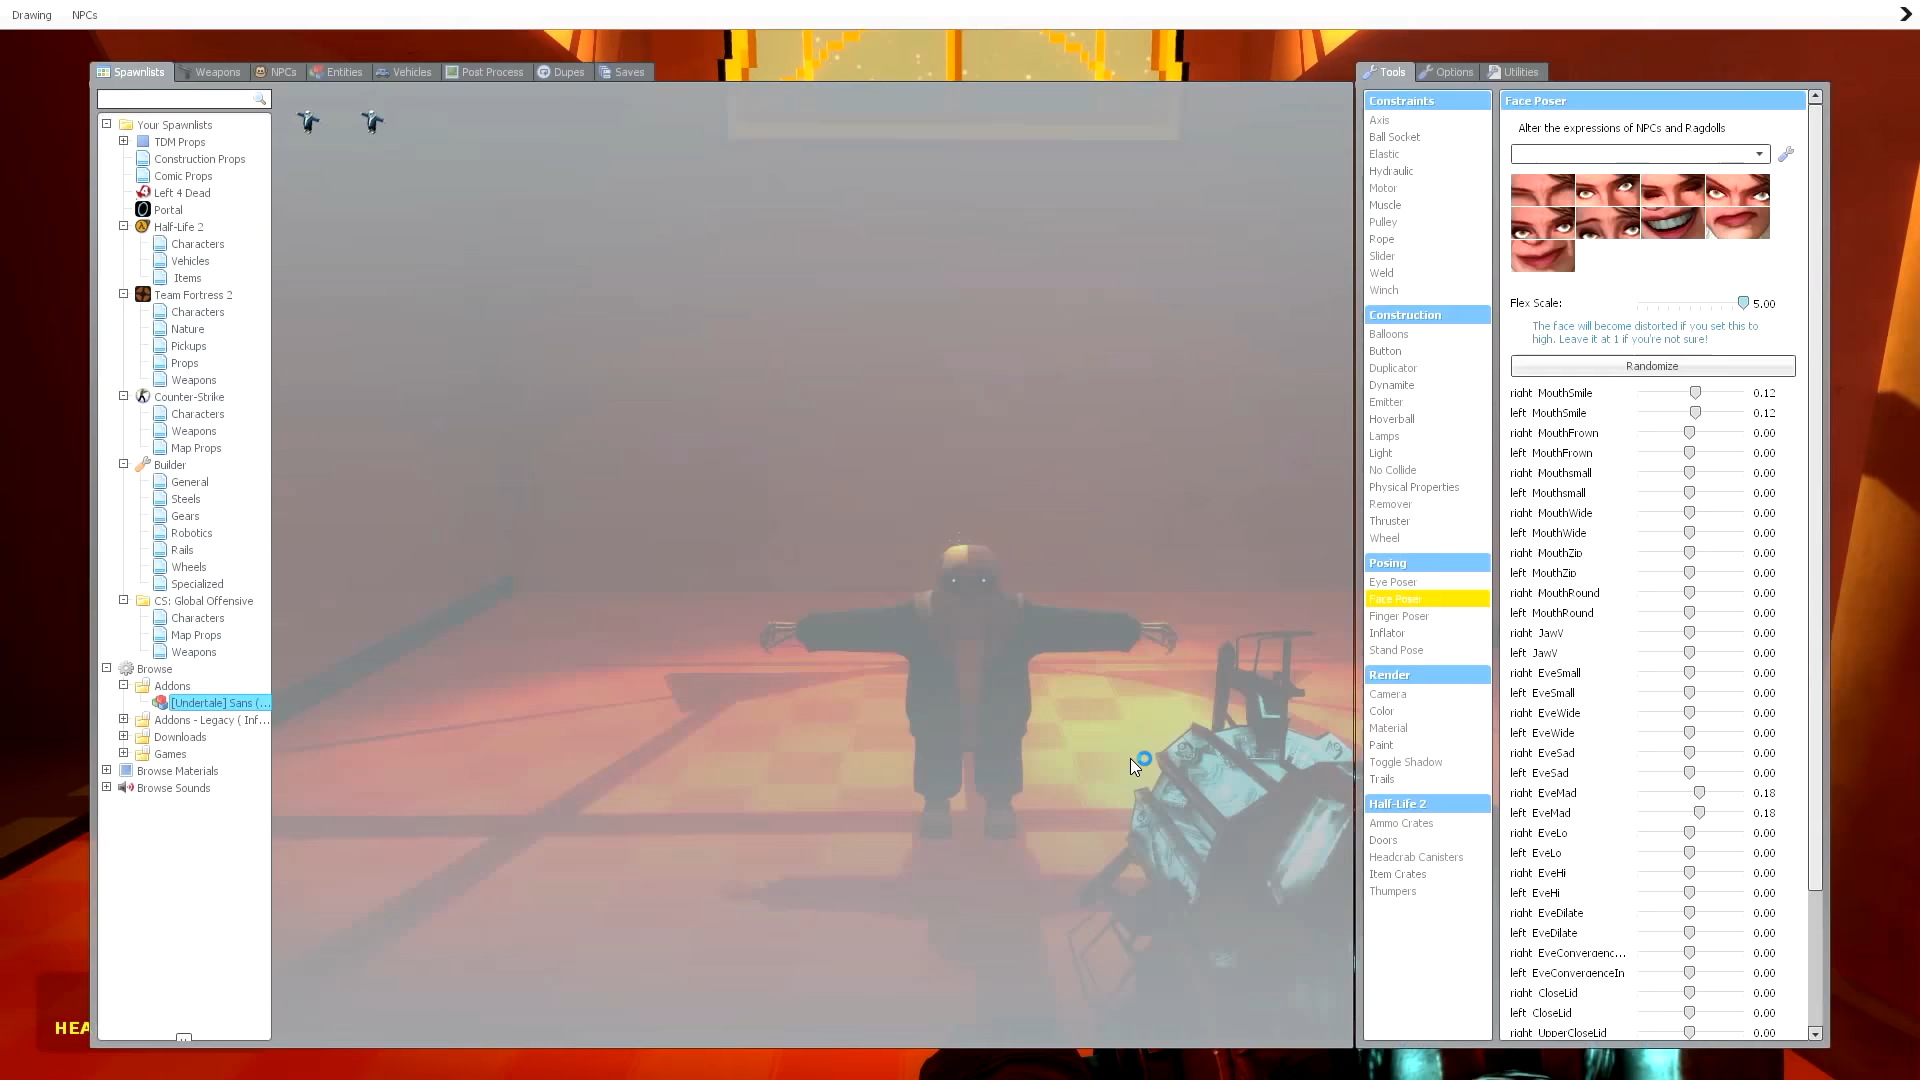 Drawing NPCs
Spawnlists Weapons NPCs Entities Vehicles Post Process Dupes Saves
Your Spawnlists
TDM Props
Construction Props
Comic Props
Left 4 Dead
Portal
Half-Life 2
Characters
Vehicles
Items
Team Fortress 2
Characters
Nature
Pickups
Props
Weapons
Counter-Strike
Characters
Weapons
Map Props
Builder
General
Steels
Gears
Robotics
Rails
Wheels
Specialized
CS: Global Offensive
Characters
Map Props
Weapons
Browse
Addons
[Undertale] Sans (...
Addons - Legacy ( Inf...
Downloads
Games
Browse Materials
Browse Sounds
HEA
Tools Options Utilities
Constraints
Axis
Ball Socket
Elastic
Hydraulic
Motor
Muscle
Pulley
Rope
Slider
Weld
Winch
Construction
Balloons
Button
Duplicator
Dynamite
Emitter
Hoverball
Lamps
Light
No Collide
Physical Properties
Remover
Thruster
Wheel
Posing
Eye Poser
Face Poser
Finger Poser
Inflator
Stand Pose
Render
Camera
Color
Material
Paint
Toggle Shadow
Trails
Half-Life 2
Ammo Crates
Doors
Headcrab Canisters
Item Crates
Thumpers
Face Poser
Alter the expressions of NPCs and Ragdolls
Flex Scale: 5.00
The face will become distorted if you set this to
high. Leave it at 1 if you're not sure!
Randomize
right MouthSmile 0.12
left MouthSmile 0.12
right MouthFrown 0.00
left MouthFrown 0.00
right Mouthsmall 0.00
left Mouthsmall 0.00
right MouthWide 0.00
left MouthWide 0.00
right MouthZip 0.00
left MouthZip 0.00
right MouthRound 0.00
left MouthRound 0.00
right JawV 0.00
left JawV 0.00
right EyeSmall 0.00
left EyeSmall 0.00
right EyeWide 0.00
left EyeWide 0.00
right EyeSad 0.00
left EyeSad 0.00
right EyeMad 0.18
left EyeMad 0.18
right EyeLo 0.00
left EyeLo 0.00
right EyeHi 0.00
left EyeHi 0.00
right EyeDilate 0.00
left EyeDilate 0.00
right EyeConvergenc... 0.00
left EyeConvergenceIn 0.00
right CloseLid 0.00
left CloseLid 0.00
right UpperCloseLid 0.00